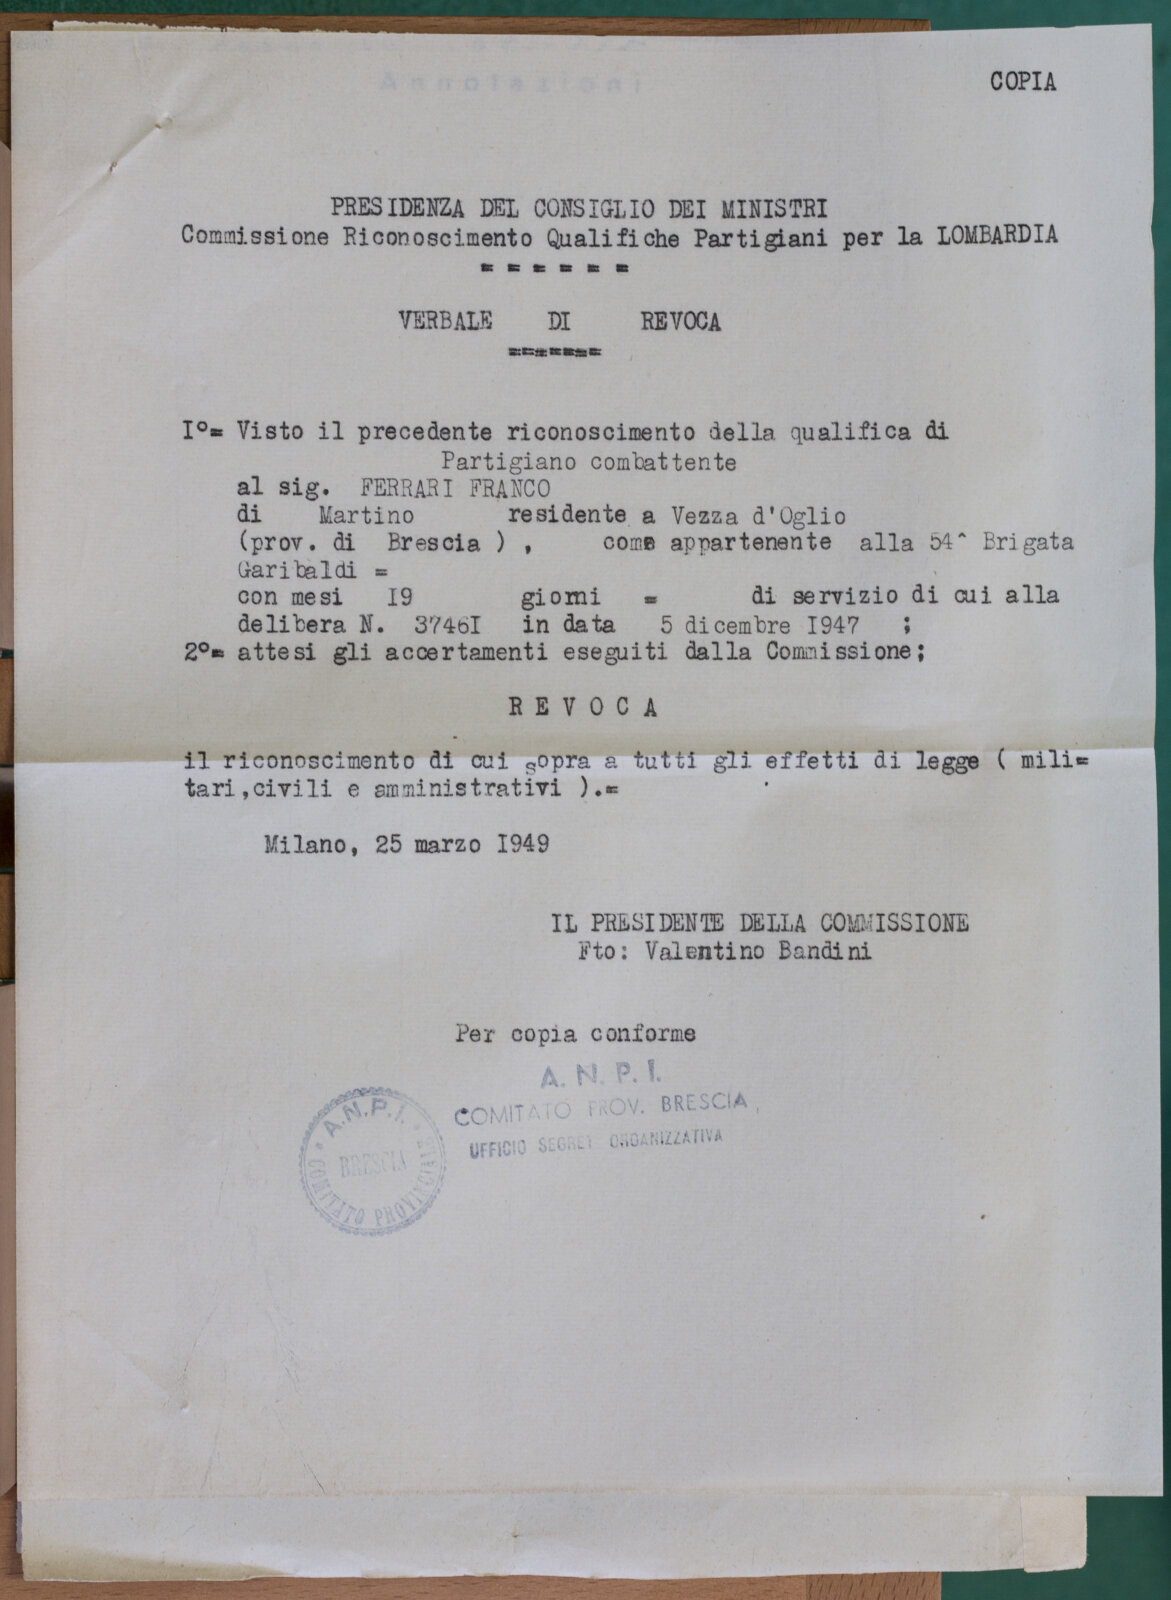 COPIA
PRESIDENZA DEL CONSIGLIO DEI MINISTRI
Commissione Riconoscimento Qualifiche Partigiani per la LOMBARDIA
= = = = = =
VERBALE DI REVOCA
=======
I°= Visto il precedente riconoscimento della qualifica di
Partigiano combattente
al sig. FERRARI FRANCO
di Martino residente a Vezza d'Oglio
(prov. di Brescia ) , come appartenente alla 54^ Brigata
Garibaldi =
con mesi I9 giorni = di servizio di cui alla
delibera N. 3746I in data 5 dicembre I947 ;
2°= attesi gli accertamenti eseguiti dalla Commissione;
R E V O C A
il riconoscimento di cui sopra a tutti gli effetti di legge ( mili=
tari,civili e amministrativi ).=
Milano, 25 marzo I949
IL PRESIDENTE DELLA COMMISSIONE
Fto: Valentino Bandini
Per copia conforme
A. N. P. I.
COMITATO PROV. BRESCIA
UFFICIO SEGRET ORGANIZZATIVA
A.N.P.I.
BRESCIA
COMITATO PROVINCIALE